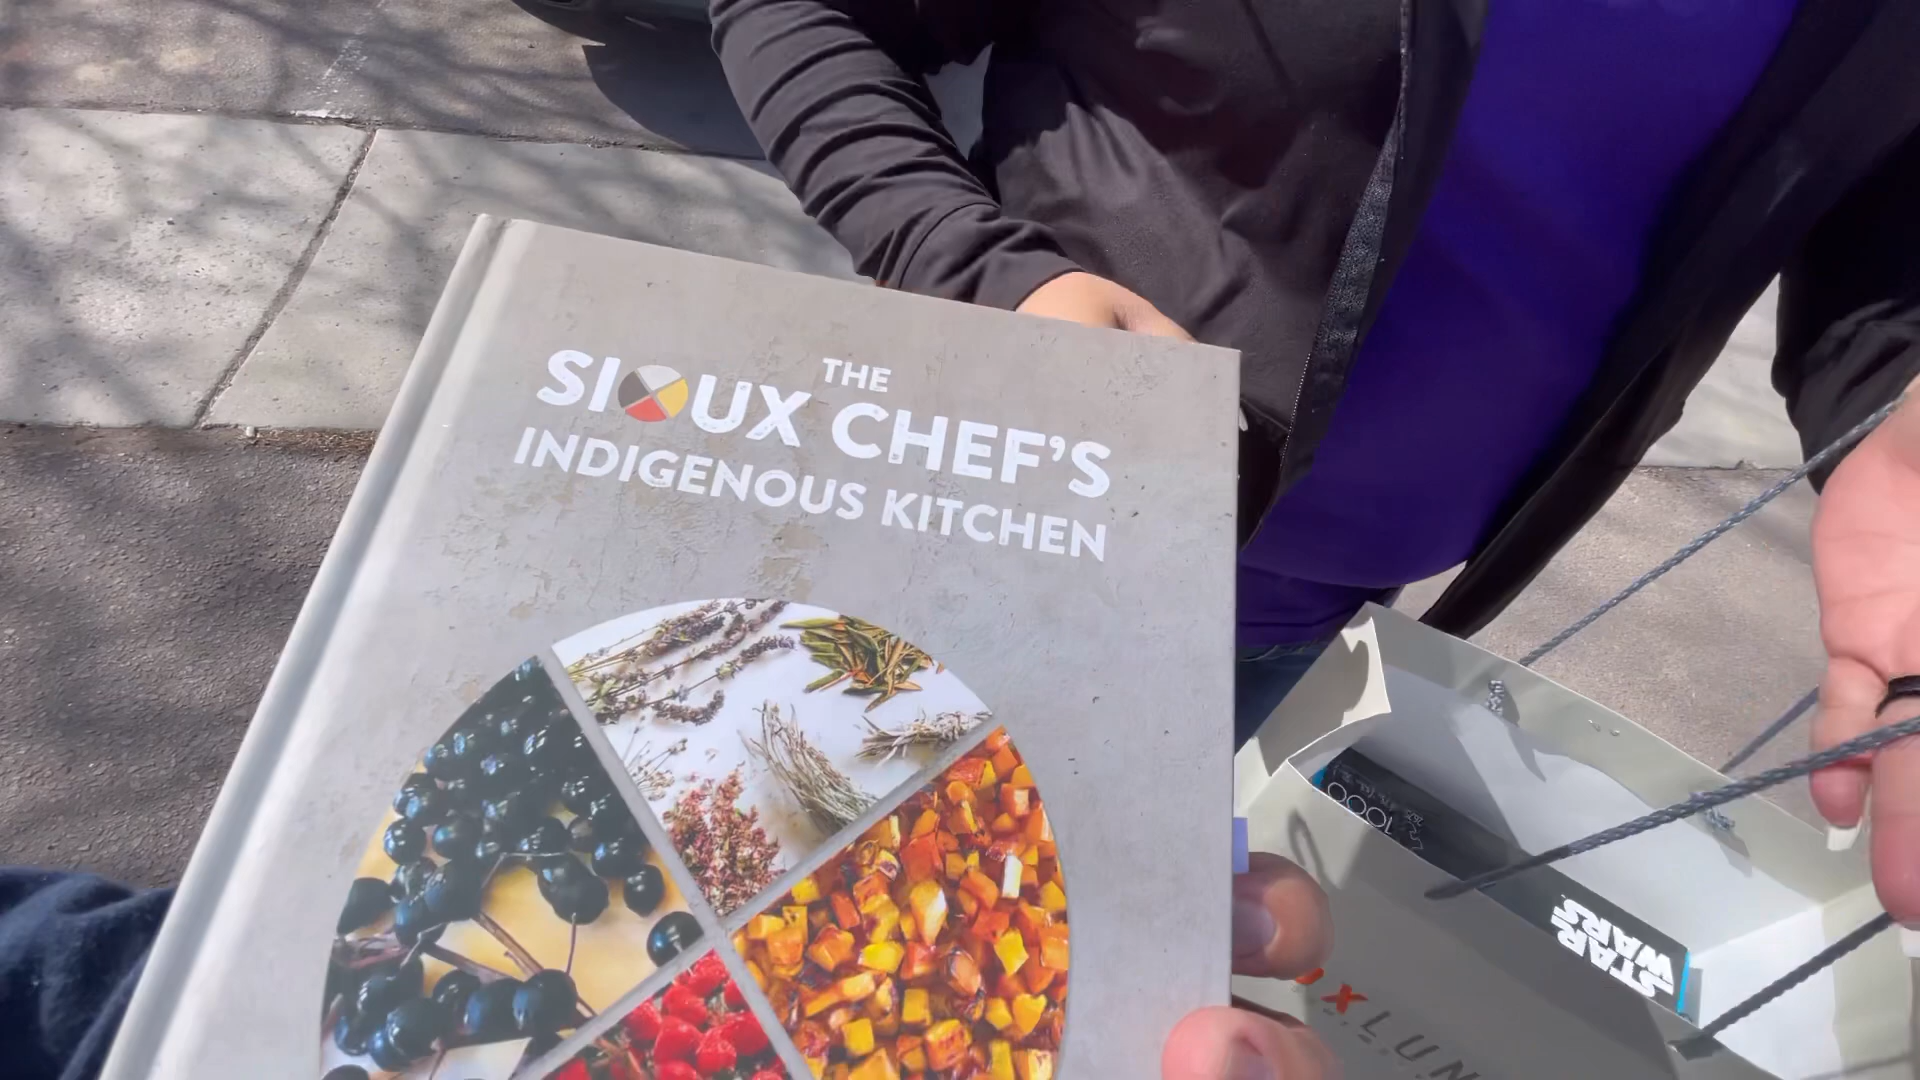 THE
SIOUX CHEF'S
INDIGENOUS KITCHEN
1000
STAR
WARS